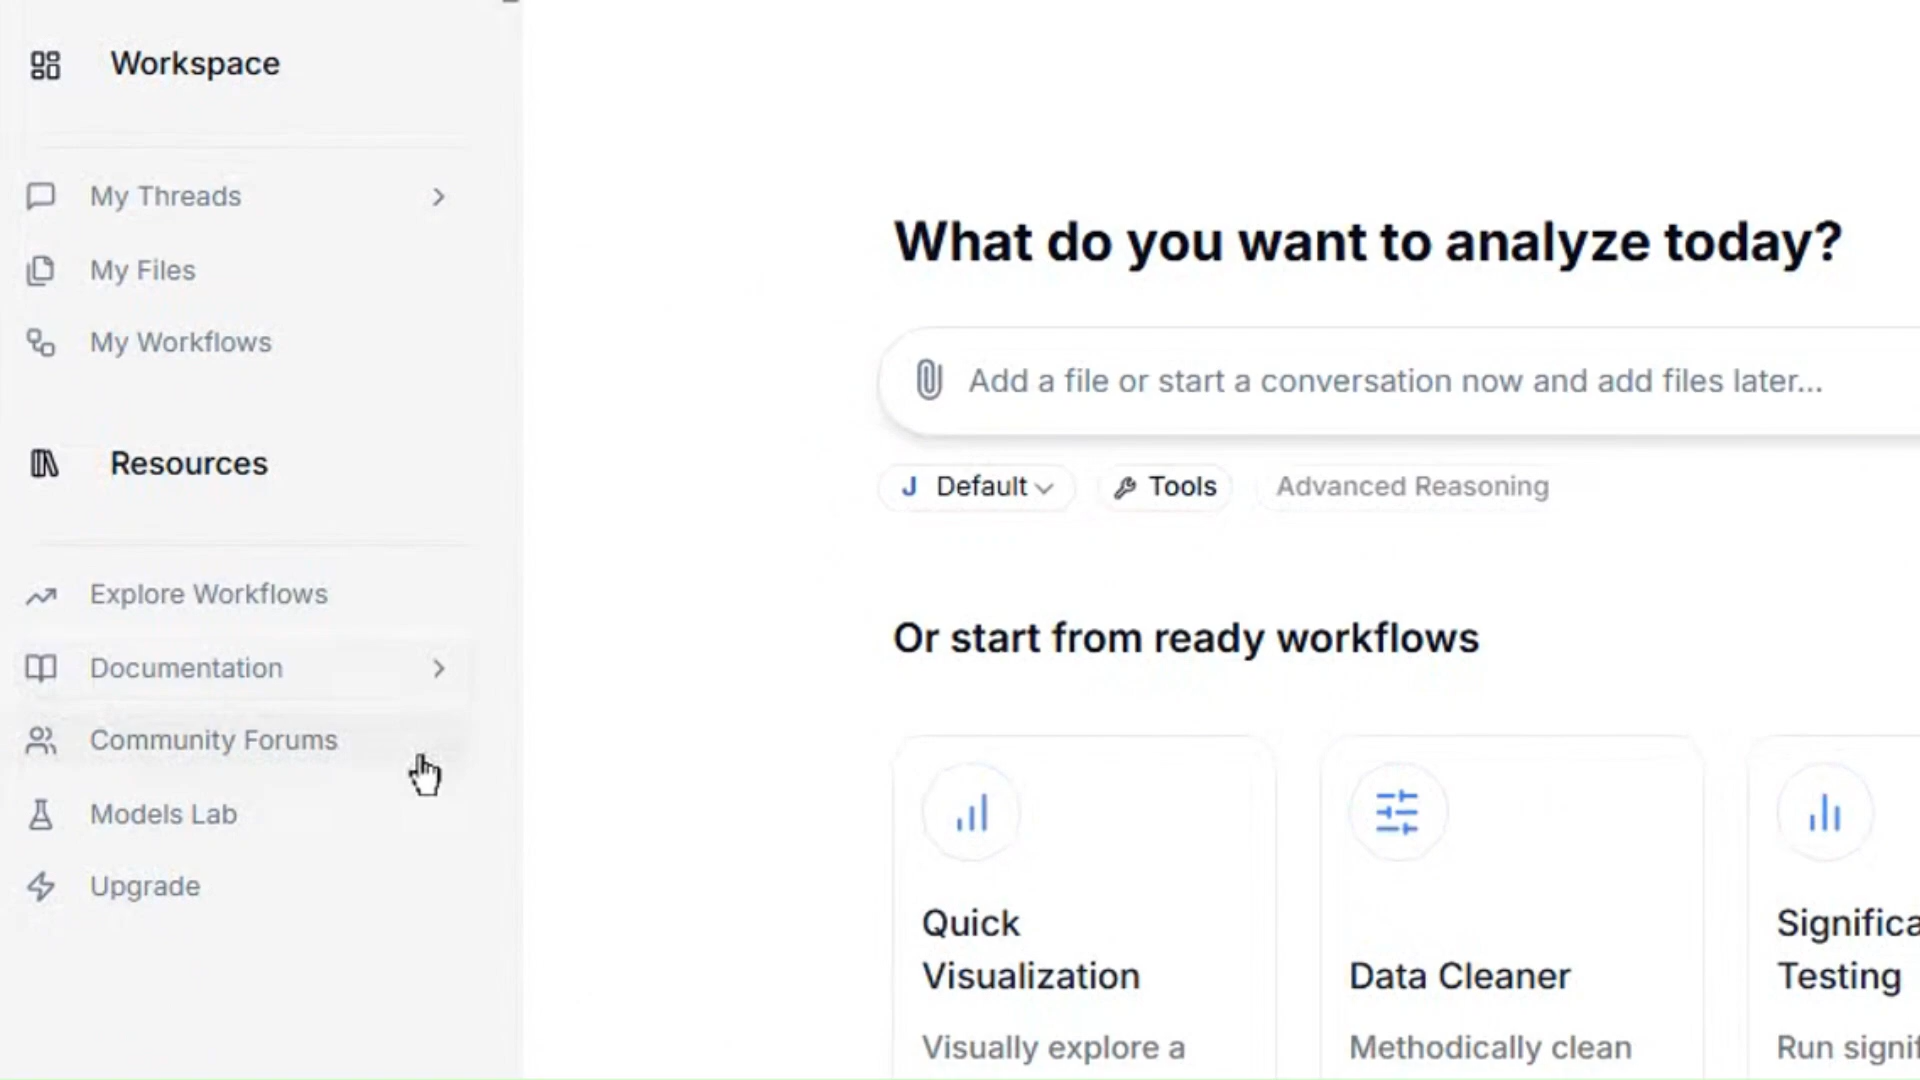 Workspace
My Threads
My Files
My Workflows
Resources
Explore Workflows
Documentation
Community Forums
Models Lab
Upgrade
What do you want to analyze today?
Add a file or start a conversation now and add files later...
J Default
Tools
Advanced Reasoning
Or start from ready workflows
Quick
Visualization
Visually explore a
Data Cleaner
Methodically clean
Testing
Run